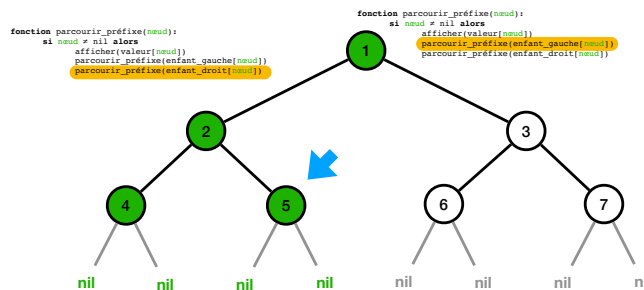 fonction parcourir_préfixe(nœud):
si nœud ≠ nil alors
afficher(valeur[nœud])
parcourir_préfixe(enfant_gauche[nœud])
parcourir_préfixe(enfant_droit[nœud])
fonction parcourir_préfixe(nœud):
si nœud ≠ nil alors
afficher(valeur[nœud])
parcourir_préfixe(enfant_gauche[nœud])
parcourir_préfixe(enfant_droit[nœud])
1
2 3
4 5 6 7
nil nil nil nil nil nil nil